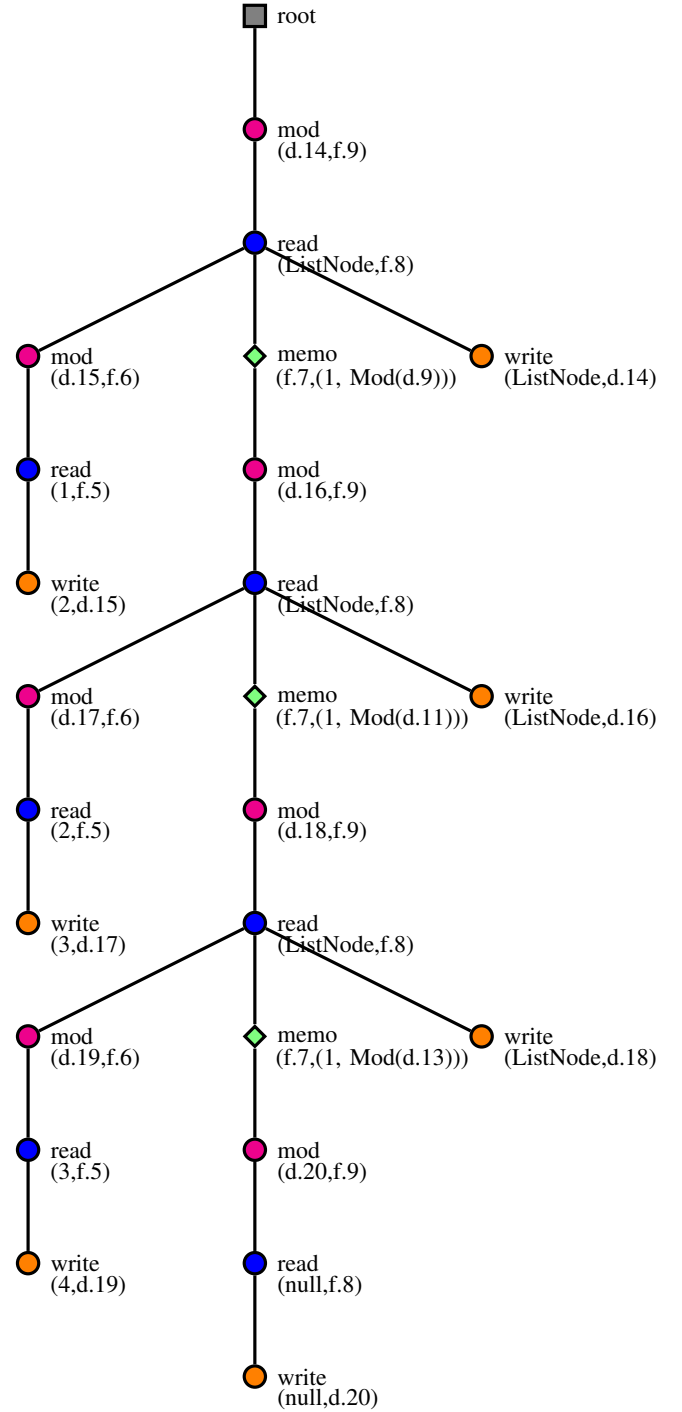 root
mod
(d.14,f.9)
read
(ListNode,f.8)
mod
(d.15,f.6)
memo
(f.7,(1, Mod(d.9)))
write
(ListNode,d.14)
read
(1,f.5)
mod
(d.16,f.9)
write
(2,d.15)
read
(ListNode,f.8)
mod
(d.17,f.6)
memo
(f.7,(1, Mod(d.11)))
write
(ListNode,d.16)
read
(2,f.5)
mod
(d.18,f.9)
write
(3,d.17)
read
(ListNode,f.8)
mod
(d.19,f.6)
memo
(f.7,(1, Mod(d.13)))
write
(ListNode,d.18)
read
(3,f.5)
mod
(d.20,f.9)
write
(4,d.19)
read
(null,f.8)
write
(null,d.20)